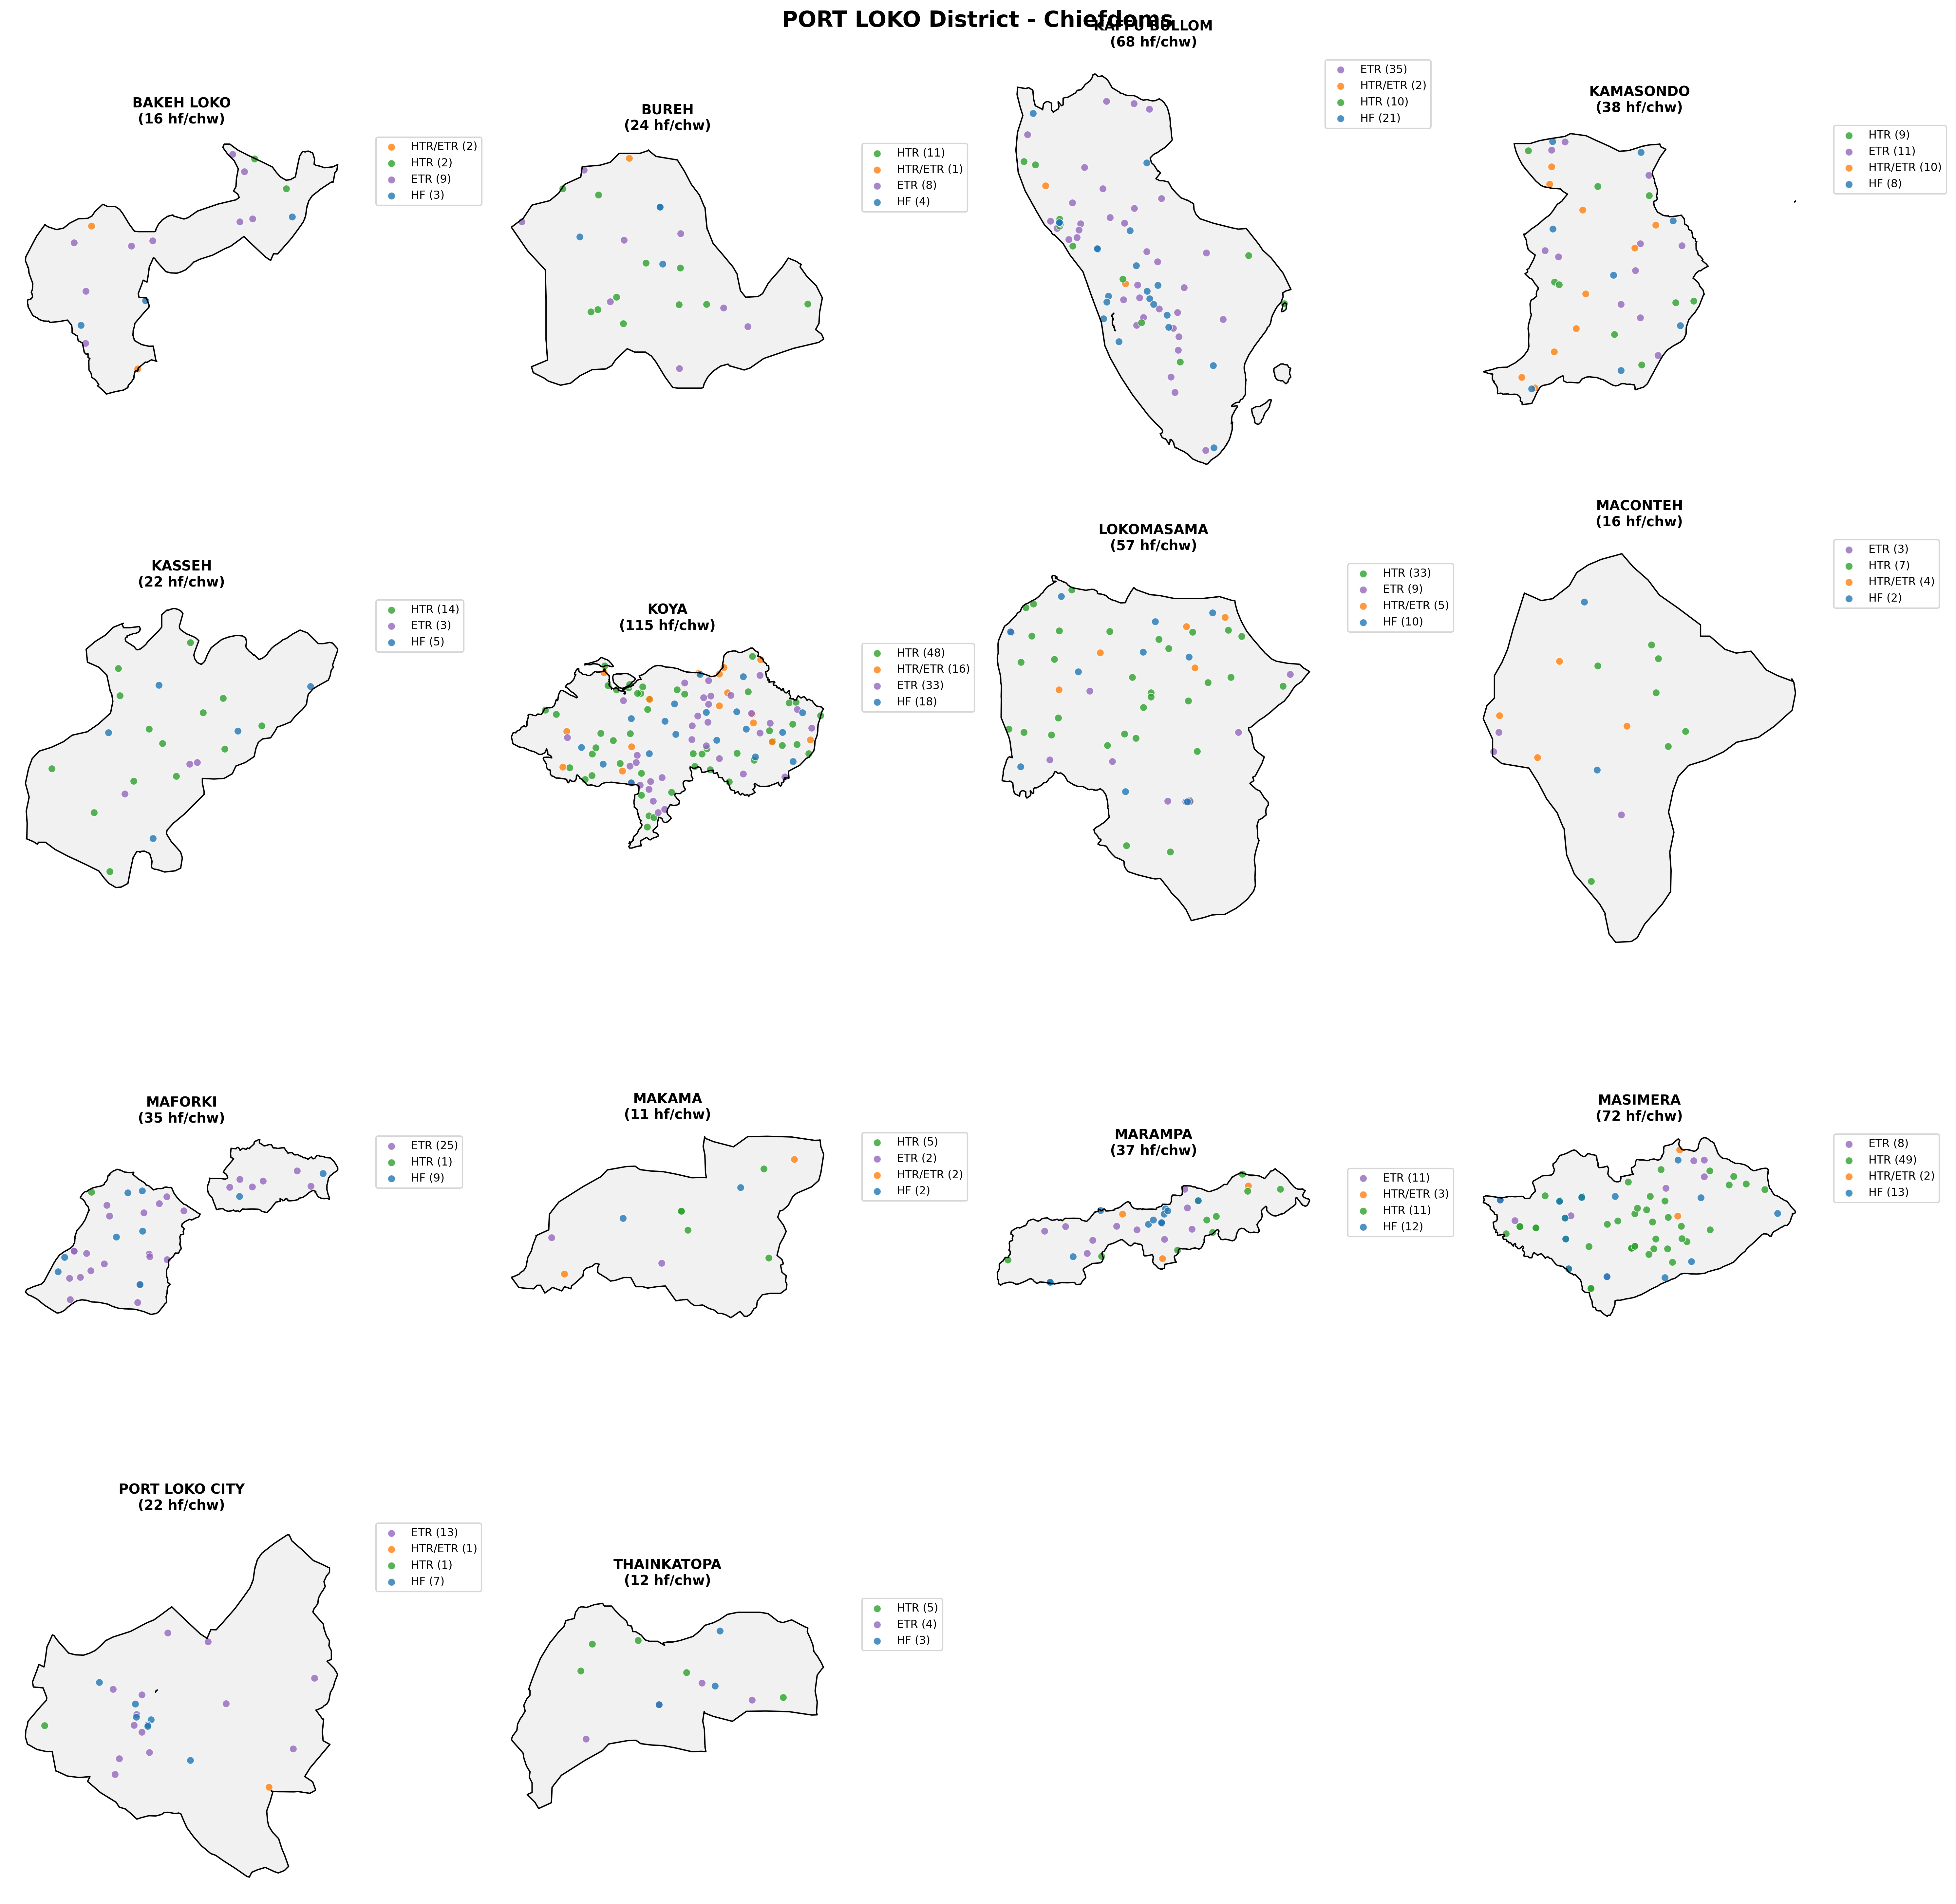 PORT LOKO District - Chiefdoms
BAKEH LOKO
(16 hf/chw)
HTR/ETR (2)
HTR (2)
ETR (9)
HF (3)
BUREH
(24 hf/chw)
HTR (11)
HTR/ETR (1)
ETR (8)
HF (4)
KAFFU BULLOM
(68 hf/chw)
ETR (35)
HTR/ETR (2)
HTR (10)
HF (21)
KAMASONDO
(38 hf/chw)
HTR (9)
ETR (11)
HTR/ETR (10)
HF (8)
KASSEH
(22 hf/chw)
HTR (14)
ETR (3)
HF (5)
KOYA
(115 hf/chw)
HTR (48)
HTR/ETR (16)
ETR (33)
HF (18)
LOKOMASAMA
(57 hf/chw)
HTR (33)
ETR (9)
HTR/ETR (5)
HF (10)
MACONTEH
(16 hf/chw)
ETR (3)
HTR (7)
HTR/ETR (4)
HF (2)
MAFORKI
(35 hf/chw)
ETR (25)
HTR (1)
HF (9)
MAKAMA
(11 hf/chw)
HTR (5)
ETR (2)
HTR/ETR (2)
HF (2)
MARAMPA
(37 hf/chw)
ETR (11)
HTR/ETR (3)
HTR (11)
HF (12)
MASIMERA
(72 hf/chw)
ETR (8)
HTR (49)
HTR/ETR (2)
HF (13)
PORT LOKO CITY
(22 hf/chw)
ETR (13)
HTR/ETR (1)
HTR (1)
HF (7)
THAINKATOPA
(12 hf/chw)
HTR (5)
ETR (4)
HF (3)